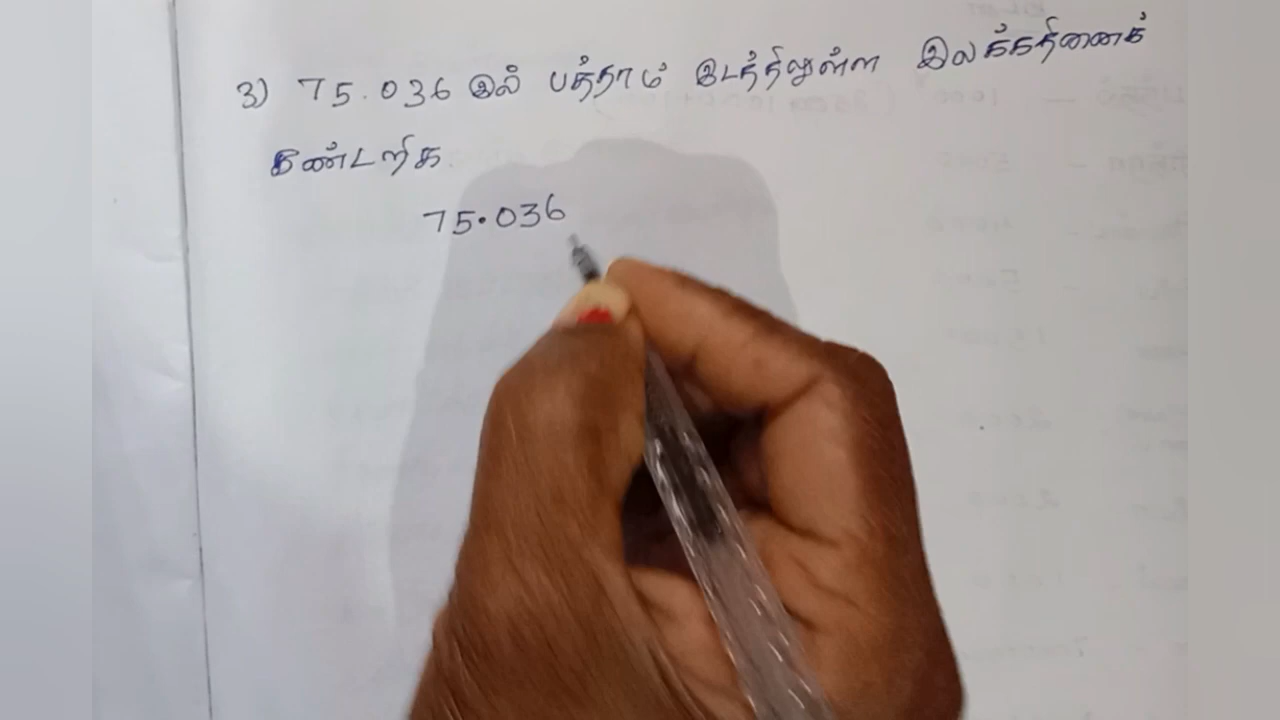 3) 75.036 இல் பத்தாம் இடத்திலுள்ள இலக்கத்தினைக்
கண்டறிக.
75.036